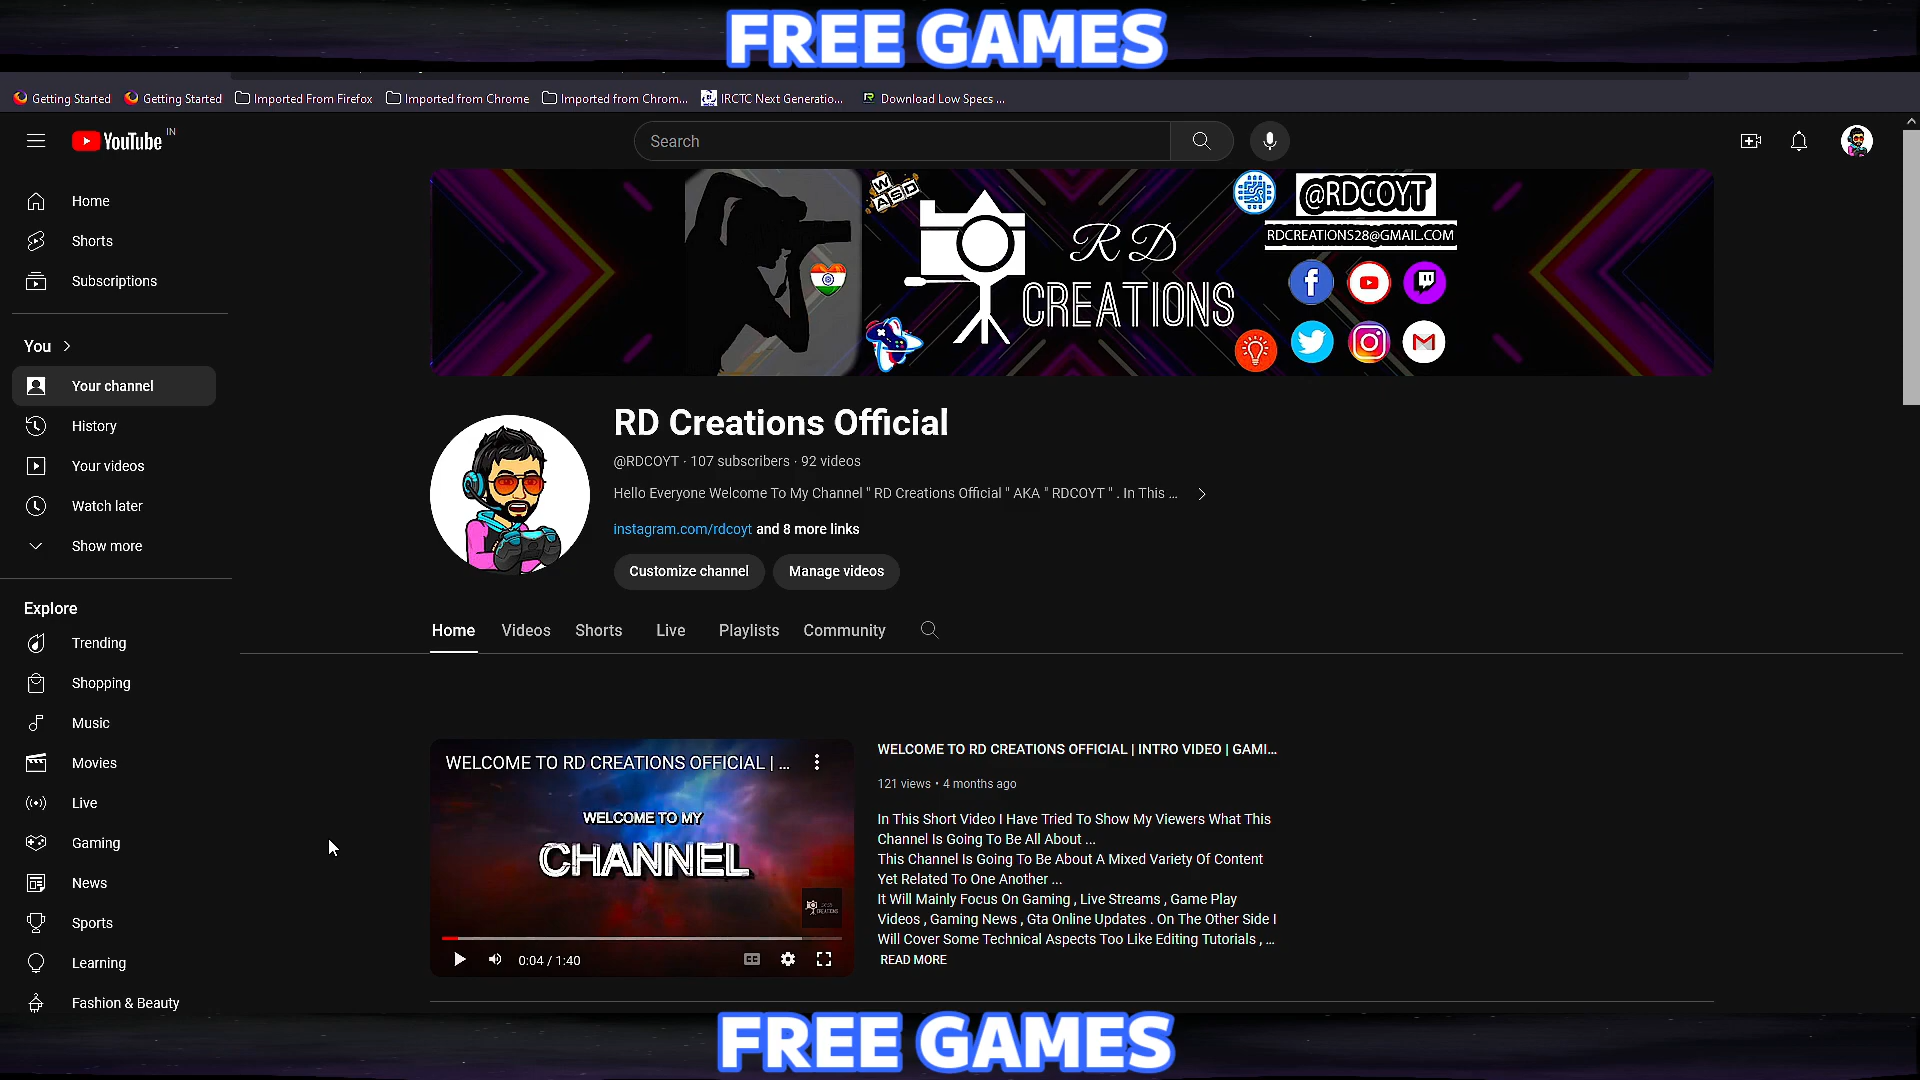 FREE GAMES
Getting Started
Getting Started
Imported From Firefox
Imported from Chrome
Imported from Chrom...
IRCTC Next Generatio...
Download Low Specs ...
YouTube IN
Search
Home
Shorts
Subscriptions
You
Your channel
History
Your videos
Watch later
Show more
Explore
Trending
Shopping
Music
Movies
Live
Gaming
News
Sports
Learning
Fashion & Beauty
W
A S D
RD
CREATIONS
@RDCOYT
RDCREATIONS28@GMAIL.COM
RD Creations Official
@RDCOYT · 107 subscribers · 92 videos
Hello Everyone Welcome To My Channel " RD Creations Official " AKA " RDCOYT " . In This ...
instagram.com/rdcoyt and 8 more links
Customize channel
Manage videos
Home
Videos
Shorts
Live
Playlists
Community
WELCOME TO RD CREATIONS OFFICIAL | ...
WELCOME TO MY
CHANNEL
CREATIONS
0:04 / 1:40
WELCOME TO RD CREATIONS OFFICIAL | INTRO VIDEO | GAMI...
121 views • 4 months ago
In This Short Video I Have Tried To Show My Viewers What This
Channel Is Going To Be All About ...
This Channel Is Going To Be About A Mixed Variety Of Content
Yet Related To One Another ...
It Will Mainly Focus On Gaming , Live Streams , Game Play
Videos , Gaming News , Gta Online Updates . On The Other Side I
Will Cover Some Technical Aspects Too Like Editing Tutorials , ...
READ MORE
FREE GAMES